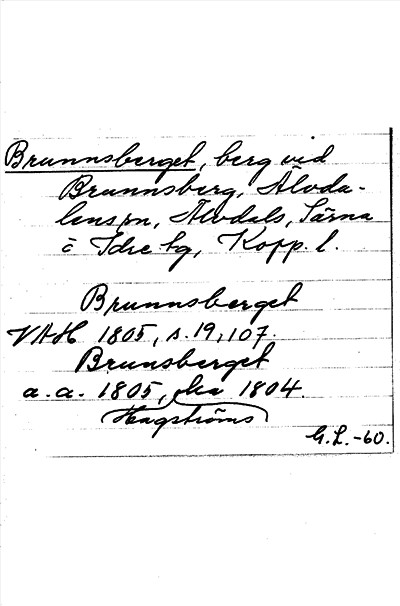 Brunnsberget, berg vid
Brunnsberg, Älvda-
lens sn, Älvdals, Särna
o Idre tg, Kopp. l.
Brunnsberget
VAH 1805, s. 19, 107.
Brunsberget
a. a. 1805, 1804.
Hagströms
G. L. -60.